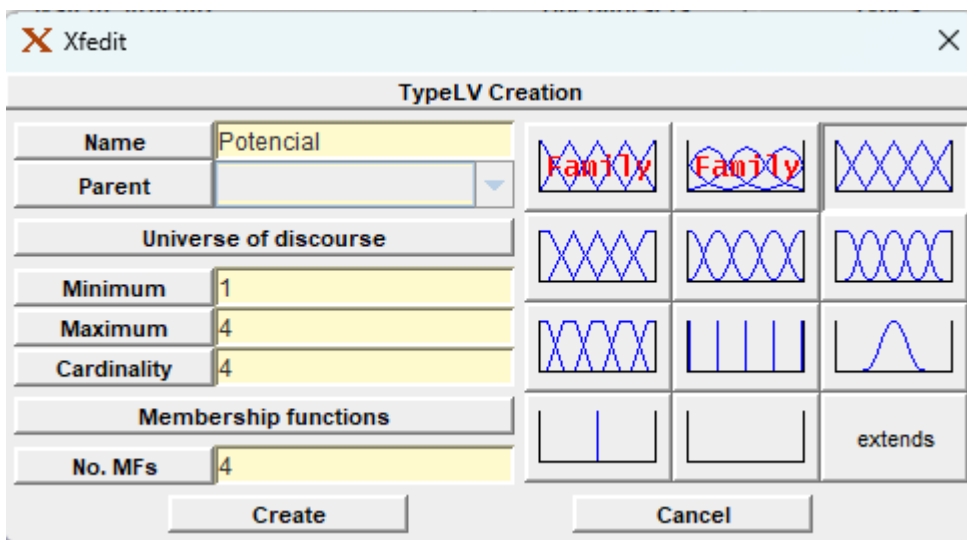 Xfedit
TypeLV Creation
Name Potencial
Parent
Universe of discourse
Minimum 1
Maximum 4
Cardinality 4
Membership functions
No. MFs 4
Family Family
extends
Create Cancel